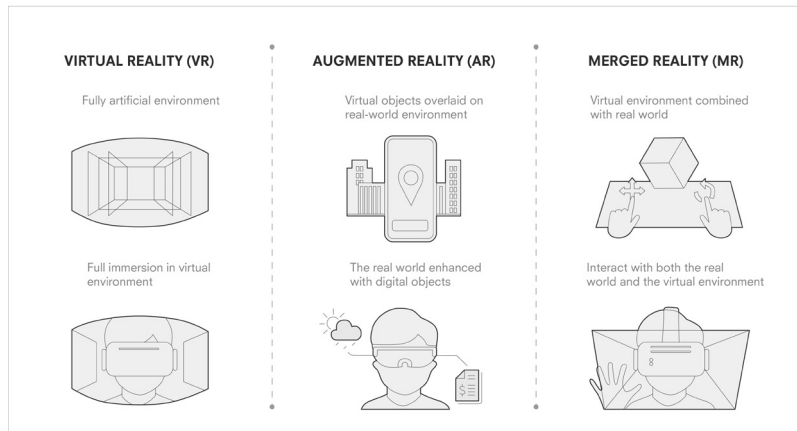 VIRTUAL REALITY (VR)
Fully artificial environment
Full immersion in virtual
environment
AUGMENTED REALITY (AR)
Virtual objects overlaid on
real-world environment
The real world enhanced
with digital objects
$
MERGED REALITY (MR)
Virtual environment combined
with real world
Interact with both the real
world and the virtual environment